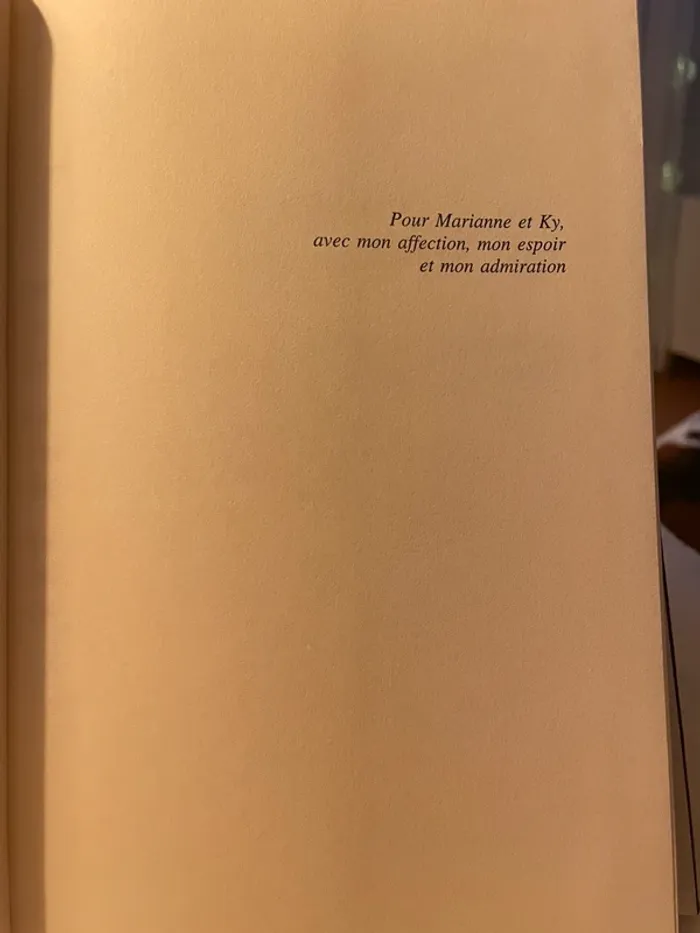 Pour Marianne et Ky,
avec mon affection, mon espoir
et mon admiration